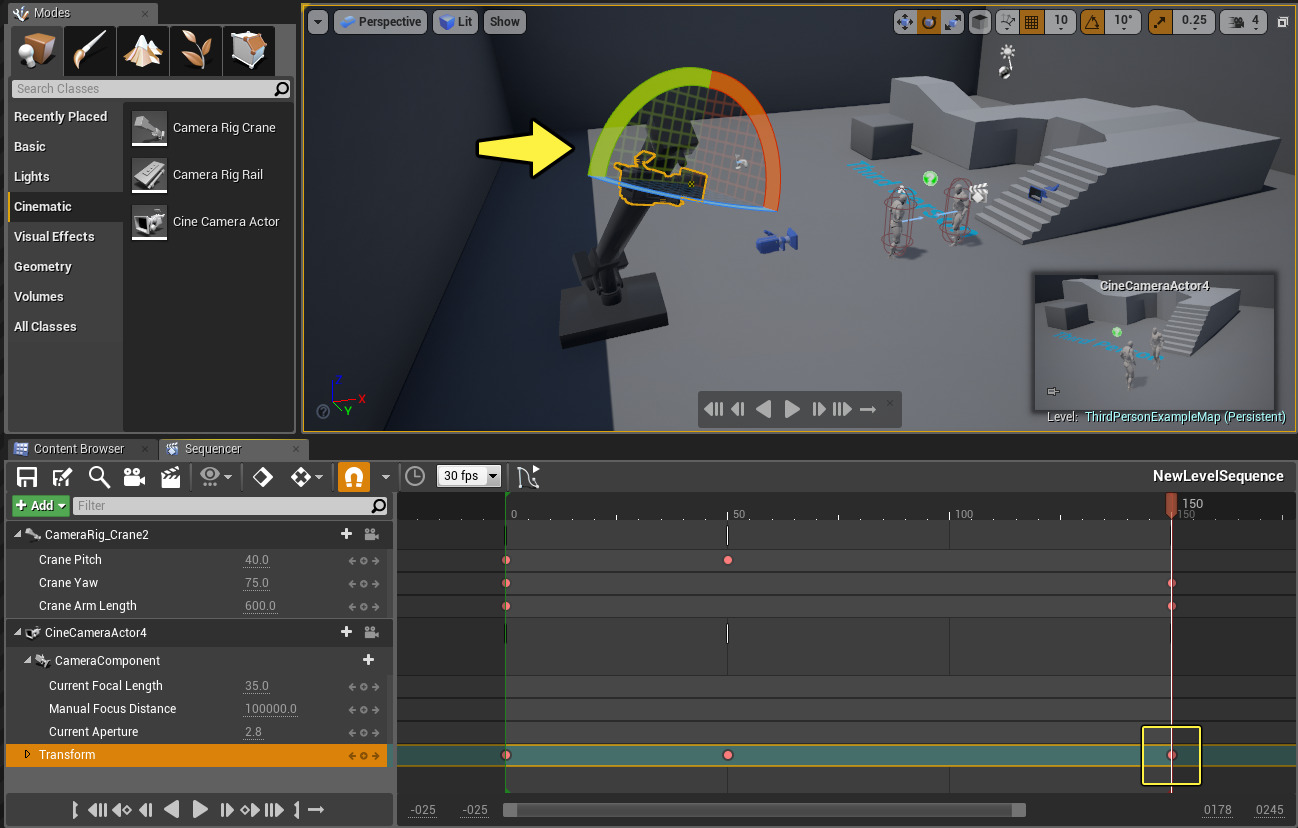 Modes
Search Classes
Recently Placed
Basic
Lights
Cinematic
Visual Effects
Geometry
Volumes
All Classes
Camera Rig Crane
Camera Rig Rail
Cine Camera Actor
Perspective
Lit
Show
10
10°
0.25
4
CineCameraActor4
Z
X
Y
?
Level: ThirdPersonExampleMap (Persistent)
Content Browser
Sequencer
30 fps
NewLevelSequence
Add
Filter
0
50
100
150
150
CameraRig_Crane2
Crane Pitch 40.0
Crane Yaw 75.0
Crane Arm Length 600.0
CineCameraActor4
CameraComponent
Current Focal Length 35.0
Manual Focus Distance 100000.0
Current Aperture 2.8
Transform
-025
-025
0178
0245